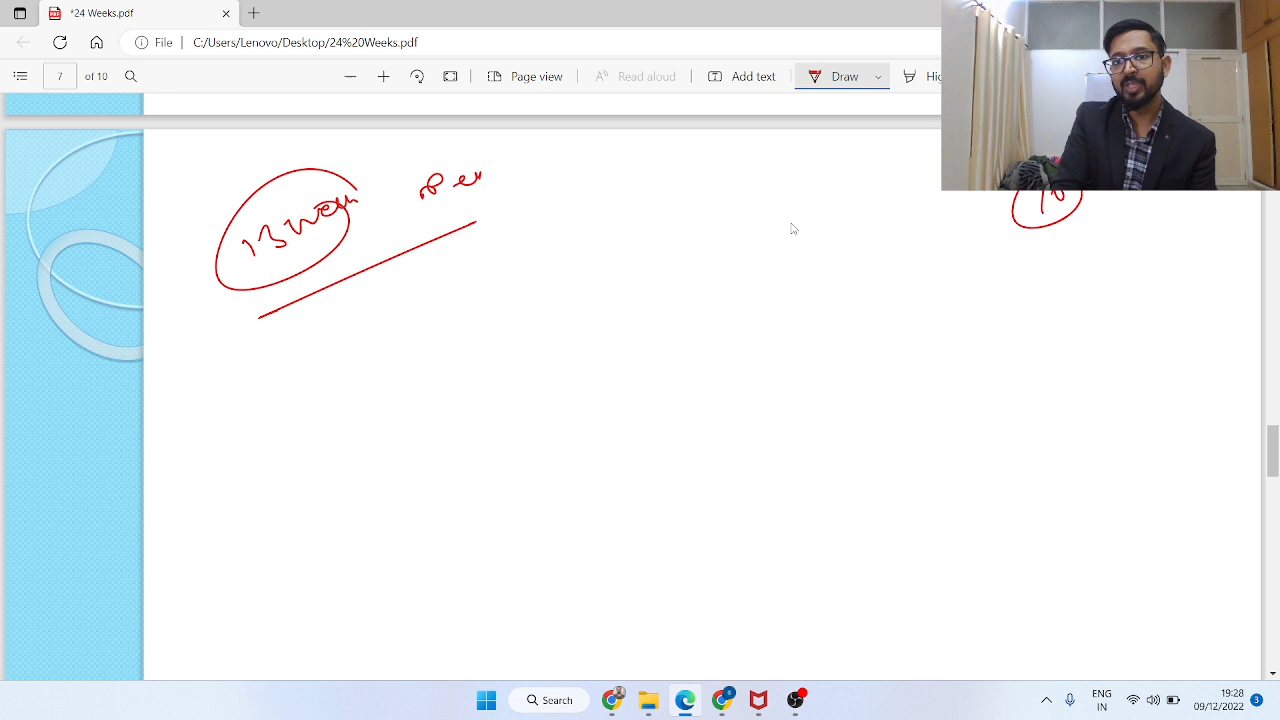 *24 Weeks.pdf
File C:/Users/Lenovo/Desktop/24%20Weeks.pdf
7 of 10 Page view Read aloud Add text Draw
13 Week
Search
ENG
IN
19:28
09/12/2022
3